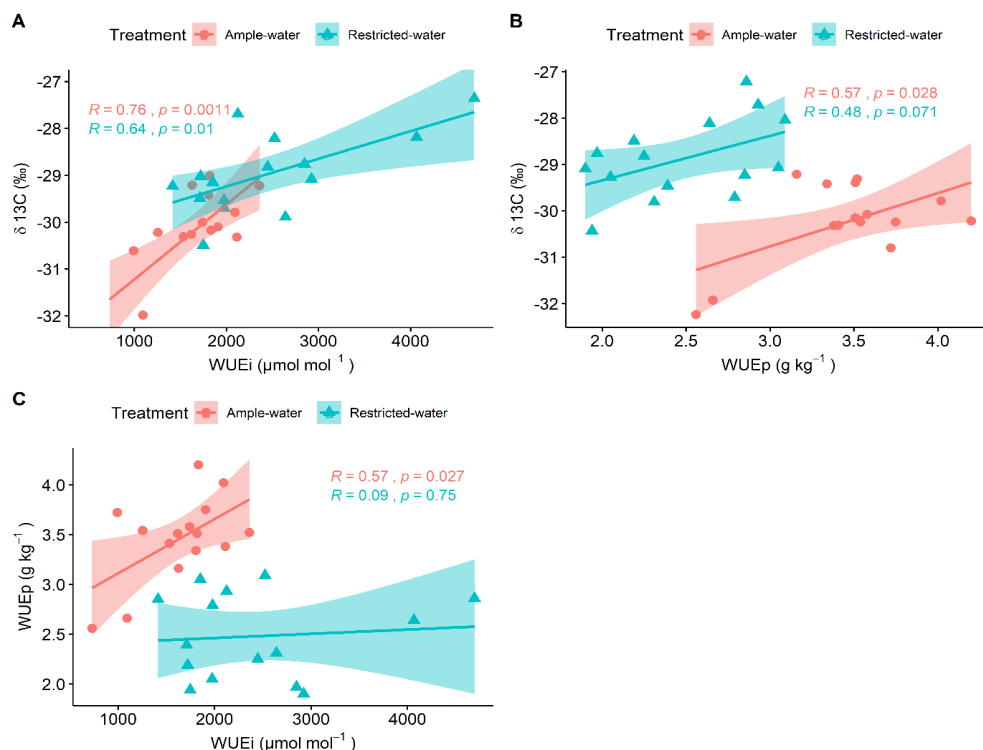 A
Treatment Ample-water Restricted-water
-27
-28
-29
-30
-31
-32
δ 13C (‰)
R = 0.76 , p = 0.0011
R = 0.64 , p = 0.01
1000 2000 3000 4000
WUEi (µmol mol⁻¹)
B
Treatment Ample-water Restricted-water
-27
-28
-29
-30
-31
-32
δ 13C (‰)
R = 0.57 , p = 0.028
R = 0.48 , p = 0.071
2.0 2.5 3.0 3.5 4.0
WUEp (g kg⁻¹)
C
Treatment Ample-water Restricted-water
4.0
3.5
3.0
2.5
2.0
WUEp (g kg⁻¹)
R = 0.57 , p = 0.027
R = 0.09 , p = 0.75
1000 2000 3000 4000
WUEi (µmol mol⁻¹)